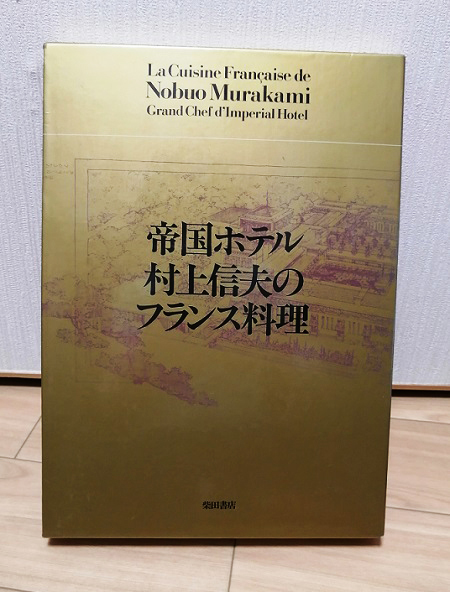 La Cuisine Française de
Nobuo Murakami
Grand Chef d'Imperial Hotel
帝国ホテル
村上信夫の
フランス料理
柴田書店